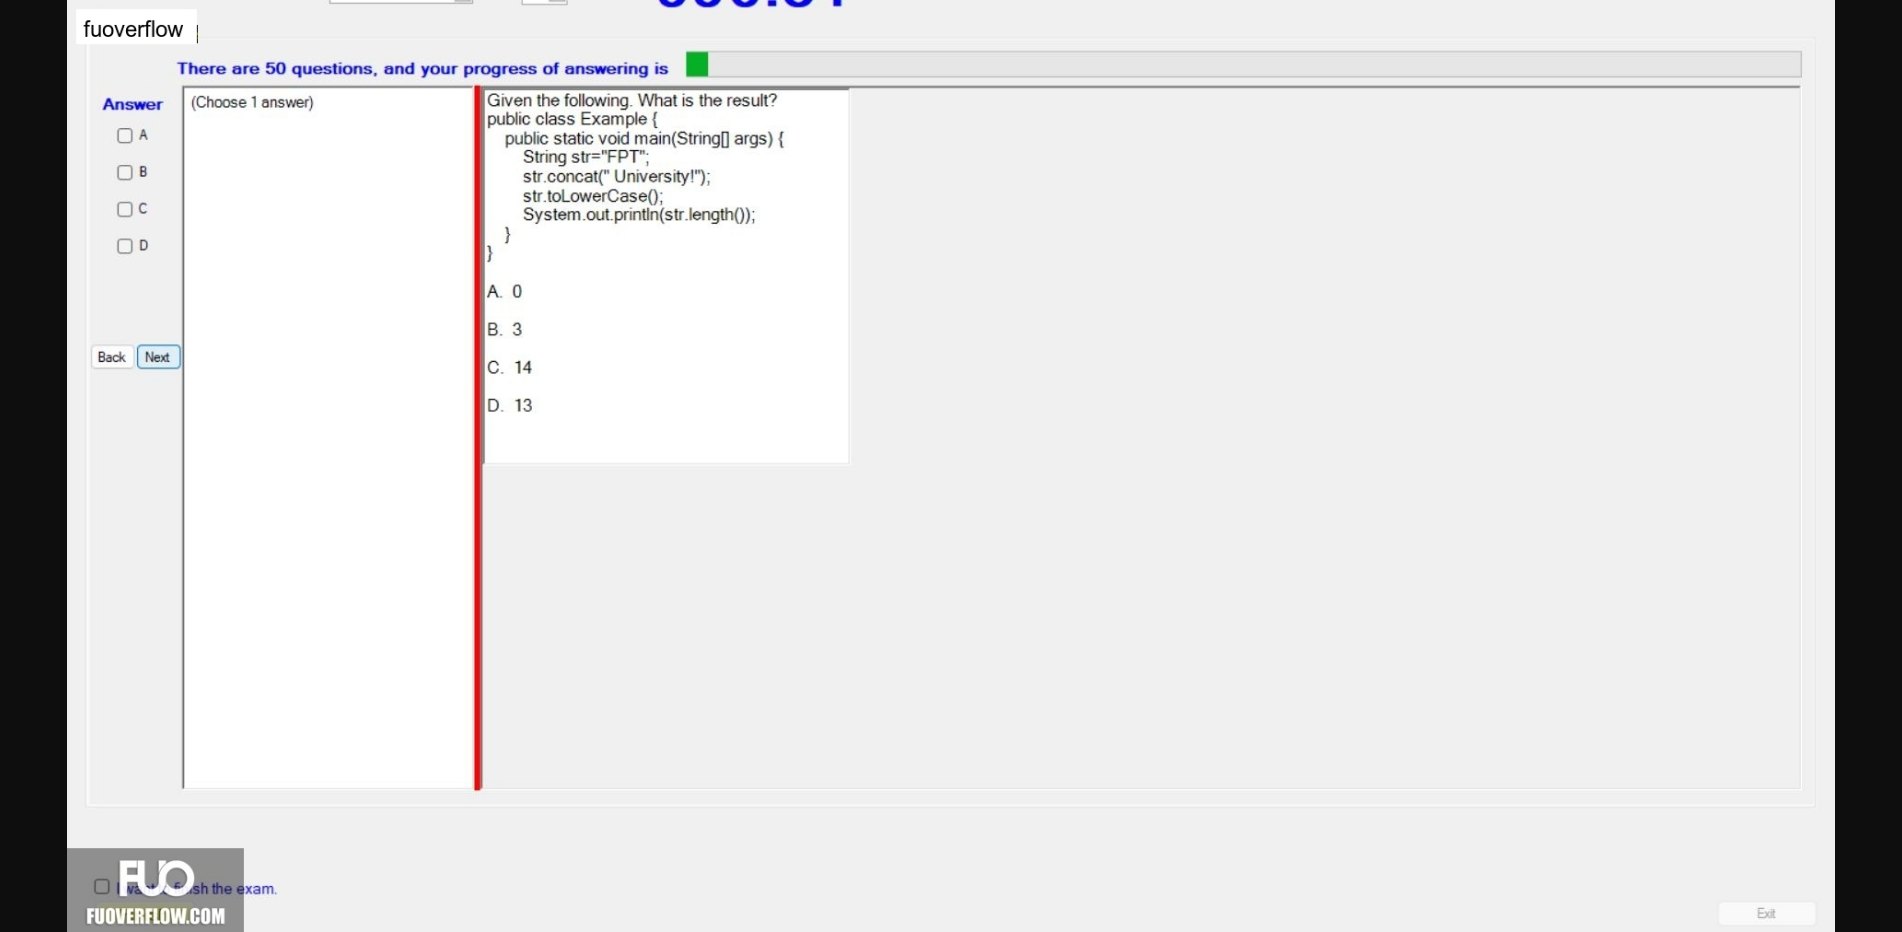 fuoverflow
There are 50 questions, and your progress of answering is
Answer
A
B
C
D
Back Next
(Choose 1 answer)
Given the following. What is the result?
public class Example {
public static void main(String[] args) {
String str="FPT";
str.concat(" University!");
str.toLowerCase();
System.out.println(str.length());
}
}
A. 0
B. 3
C. 14
D. 13
FUO
sh the exam.
FUOVERFLOW.COM
Exit